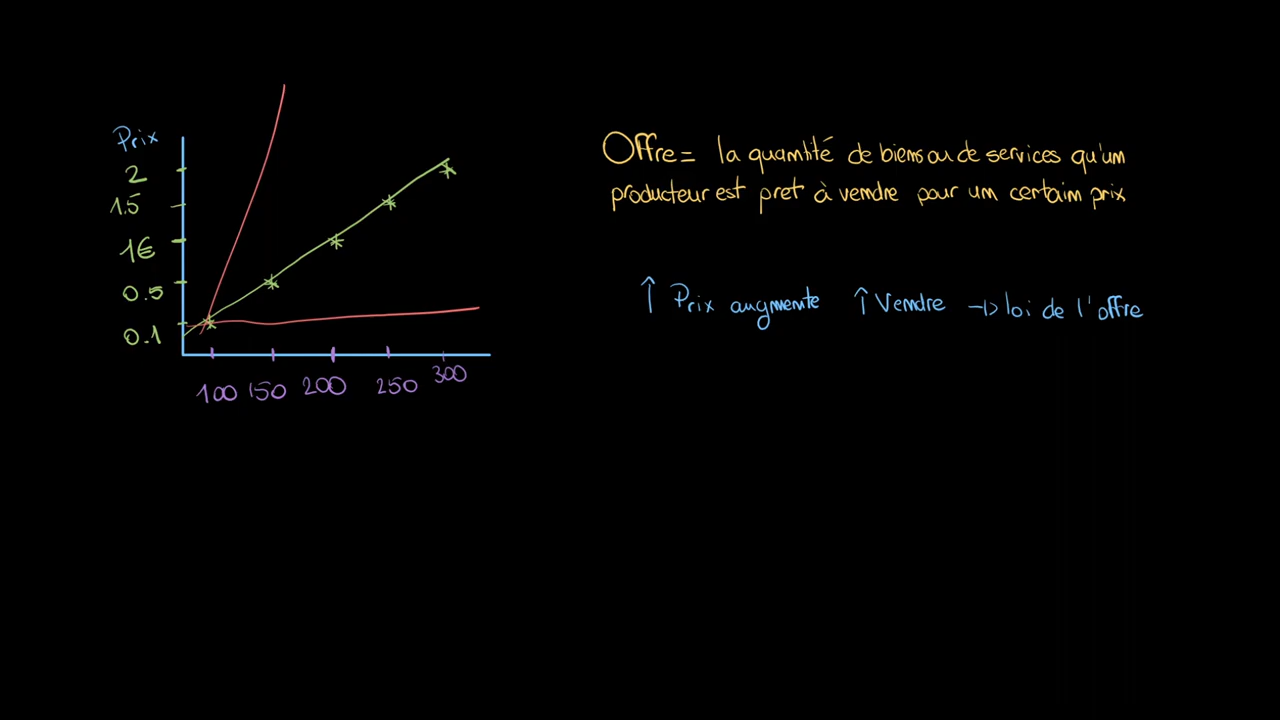 Prix
2
1.5
1€
0.5
0.1
100 150 200 250 300
Offre = la quantité de biens ou de services qu'un
producteur est pret à vendre pour un certain prix
↑ Prix augmente ↑ Vendre → loi de l'offre